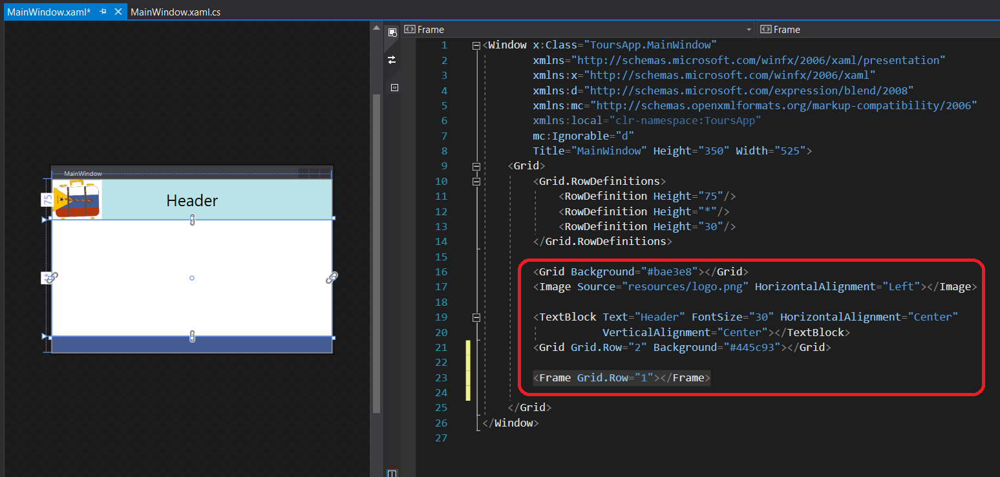 MainWindow.xaml*
MainWindow.xaml.cs
Frame
Frame
MainWindow
75
Header
*
1 <Window x:Class="ToursApp.MainWindow"
2 xmlns="http://schemas.microsoft.com/winfx/2006/xaml/presentation"
3 xmlns:x="http://schemas.microsoft.com/winfx/2006/xaml"
4 xmlns:d="http://schemas.microsoft.com/expression/blend/2008"
5 xmlns:mc="http://schemas.openxmlformats.org/markup-compatibility/2006"
6 xmlns:local="clr-namespace:ToursApp"
7 mc:Ignorable="d"
8 Title="MainWindow" Height="350" Width="525">
9 <Grid>
10 <Grid.RowDefinitions>
11 <RowDefinition Height="75"/>
12 <RowDefinition Height="*"/>
13 <RowDefinition Height="30"/>
14 </Grid.RowDefinitions>
15
16 <Grid Background="#bae3e8"></Grid>
17 <Image Source="resources/logo.png" HorizontalAlignment="Left"></Image>
18
19 <TextBlock Text="Header" FontSize="30" HorizontalAlignment="Center"
20 VerticalAlignment="Center"></TextBlock>
21 <Grid Grid.Row="2" Background="#445c93"></Grid>
22
23 <Frame Grid.Row="1"></Frame>
24
25 </Grid>
26 </Window>
27